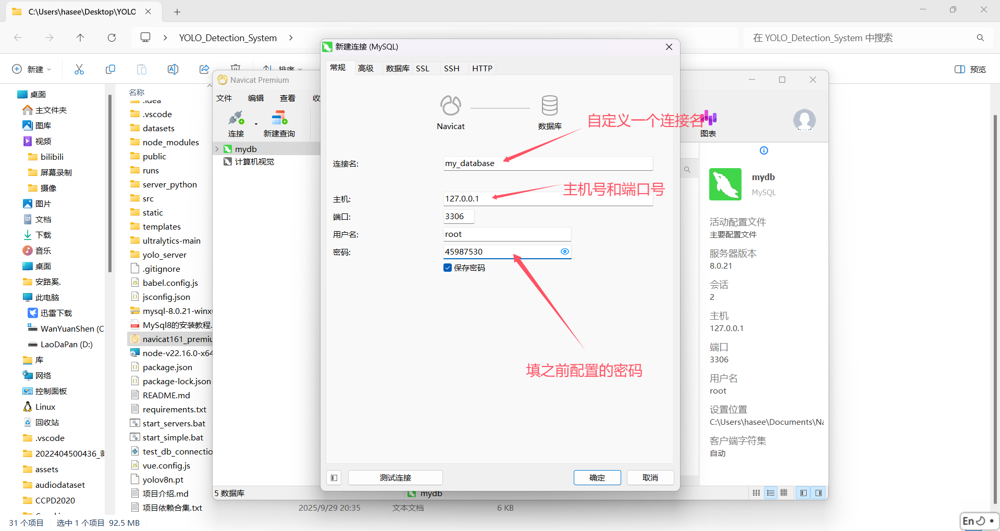 C:\Users\hasee\Desktop\YOLO
YOLO_Detection_System
在 YOLO_Detection_System 中搜索
新建
排序
预览
桌面
主文件夹
图库
视频
bilibili
屏幕录制
摄像
图片
文档
下载
音乐
桌面
安路奚.
此电脑
迅雷下载
WanYuanShen (C
LaoDaPan (D:)
库
网络
控制面板
Linux
回收站
.vscode
2022404500436_
assets
audiodataset
CCPD2020
31 个项目
选中 1 个项目 92.5 MB
名称
.idea
.vscode
datasets
node_modules
public
runs
server_python
src
static
templates
ultralytics-main
yolo_server
.gitignore
babel.config.js
jsconfig.json
mysql-8.0.21-winx
MySql8的安装教程.
navicat161_premiu
node-v22.16.0-x64
package.json
package-lock.json
README.md
requirements.txt
start_servers.bat
start_simple.bat
test_db_connectio
vue.config.js
yolov8n.pt
项目介绍.md
项目依赖合集.txt
2025/9/29 20:35
文本文档
6 KB
Navicat Premium
文件
编辑
查看
收
连接
新建查询
图表
mydb
计算机视觉
5 数据库
mydb
新建连接 (MySQL)
常规
高级
数据库
SSL
SSH
HTTP
Navicat
数据库
自定义一个连接名
连接名:
my_database
主机号和端口号
主机:
127.0.0.1
端口:
3306
用户名:
root
密码:
45987530
保存密码
填之前配置的密码
测试连接
确定
取消
mydb
MySQL
活动配置文件
主要配置文件
服务器版本
8.0.21
会话
2
主机
127.0.0.1
端口
3306
用户名
root
设置位置
C:\Users\hasee\Documents\Na
客户端字符集
自动
En